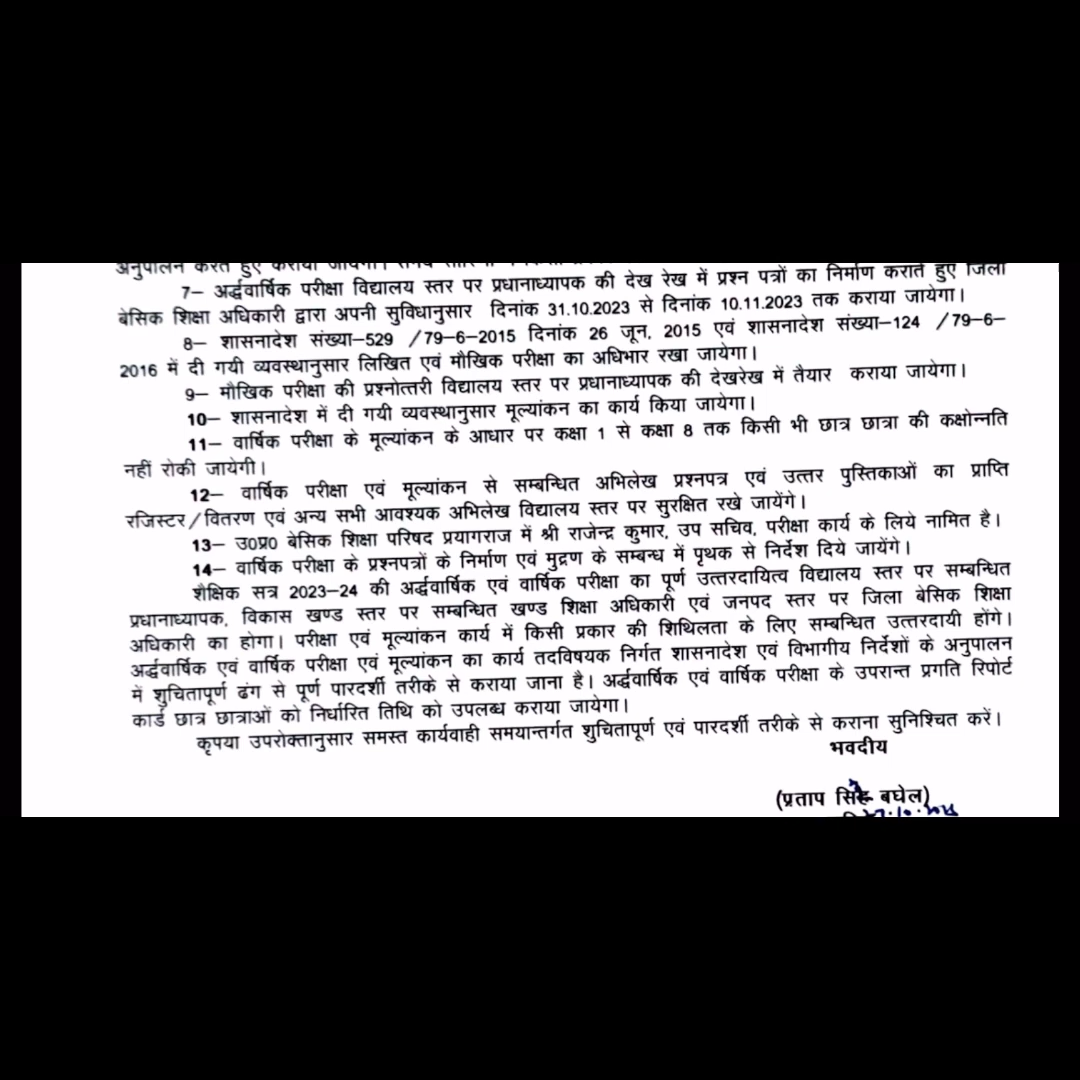 अनुपालन करते हुए कराया जायेगा।
7– अर्द्धवार्षिक परीक्षा विद्यालय स्तर पर प्रधानाध्यापक की देख रेख में प्रश्न पत्रों का निर्माण कराते हुए जिला
बेसिक शिक्षा अधिकारी द्वारा अपनी सुविधानुसार दिनांक 31.10.2023 से दिनांक 10.11.2023 तक कराया जायेगा।
8– शासनादेश संख्या–529 /79–6–2015 दिनांक 26 जून, 2015 एवं शासनादेश संख्या–124 /79–6–
2016 में दी गयी व्यवस्थानुसार लिखित एवं मौखिक परीक्षा का अधिभार रखा जायेगा।
9– मौखिक परीक्षा की प्रश्नोत्तरी विद्यालय स्तर पर प्रधानाध्यापक की देखरेख में तैयार कराया जायेगा।
10– शासनादेश में दी गयी व्यवस्थानुसार मूल्यांकन का कार्य किया जायेगा।
11– वार्षिक परीक्षा के मूल्यांकन के आधार पर कक्षा 1 से कक्षा 8 तक किसी भी छात्र छात्रा की कक्षोन्नति
नहीं रोकी जायेगी।
12– वार्षिक परीक्षा एवं मूल्यांकन से सम्बन्धित अभिलेख प्रश्नपत्र एवं उत्तर पुस्तिकाओं का प्राप्ति
रजिस्टर/वितरण एवं अन्य सभी आवश्यक अभिलेख विद्यालय स्तर पर सुरक्षित रखे जायेंगे।
13– उ0प्र0 बेसिक शिक्षा परिषद प्रयागराज में श्री राजेन्द्र कुमार, उप सचिव, परीक्षा कार्य के लिये नामित है।
14– वार्षिक परीक्षा के प्रश्नपत्रों के निर्माण एवं मुद्रण के सम्बन्ध में पृथक से निर्देश दिये जायेंगे।
शैक्षिक सत्र 2023–24 की अर्द्धवार्षिक एवं वार्षिक परीक्षा का पूर्ण उत्तरदायित्व विद्यालय स्तर पर सम्बन्धित
प्रधानाध्यापक, विकास खण्ड स्तर पर सम्बन्धित खण्ड शिक्षा अधिकारी एवं जनपद स्तर पर जिला बेसिक शिक्षा
अधिकारी का होगा। परीक्षा एवं मूल्यांकन कार्य में किसी प्रकार की शिथिलता के लिए सम्बन्धित उत्तरदायी होंगे।
अर्द्धवार्षिक एवं वार्षिक परीक्षा एवं मूल्यांकन का कार्य तदविषयक निर्गत शासनादेश एवं विभागीय निर्देशों के अनुपालन
में शुचितापूर्ण ढंग से पूर्ण पारदर्शी तरीके से कराया जाना है। अर्द्धवार्षिक एवं वार्षिक परीक्षा के उपरान्त प्रगति रिपोर्ट
कार्ड छात्र छात्राओं को निर्धारित तिथि को उपलब्ध कराया जायेगा।
कृपया उपरोक्तानुसार समस्त कार्यवाही समयान्तर्गत शुचितापूर्ण एवं पारदर्शी तरीके से कराना सुनिश्चित करें।
भवदीय
(प्रताप सिंह बघेल)